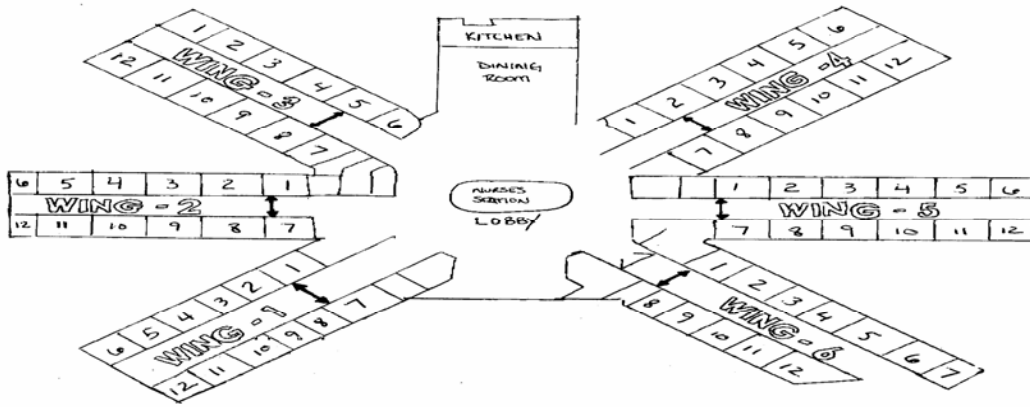 KITCHEN
DINING
ROOM
1 2 3 4 5 6
WING-3
12 11 10 9 8 7
1 2 3 5 6
WING-4
7 8 9 10 11 12
6 5 4 3 2 1
WING-2
12 11 10 9 8 7
NURSES
STATION
LOBBY
1 2 3 4 5 6
WING-5
7 8 9 10 11 12
6 5 4 3 2 1
WING-1
12 11 10 9 8 7
1 2 3 4 5 6 7
WING-6
8 9 10 11 12